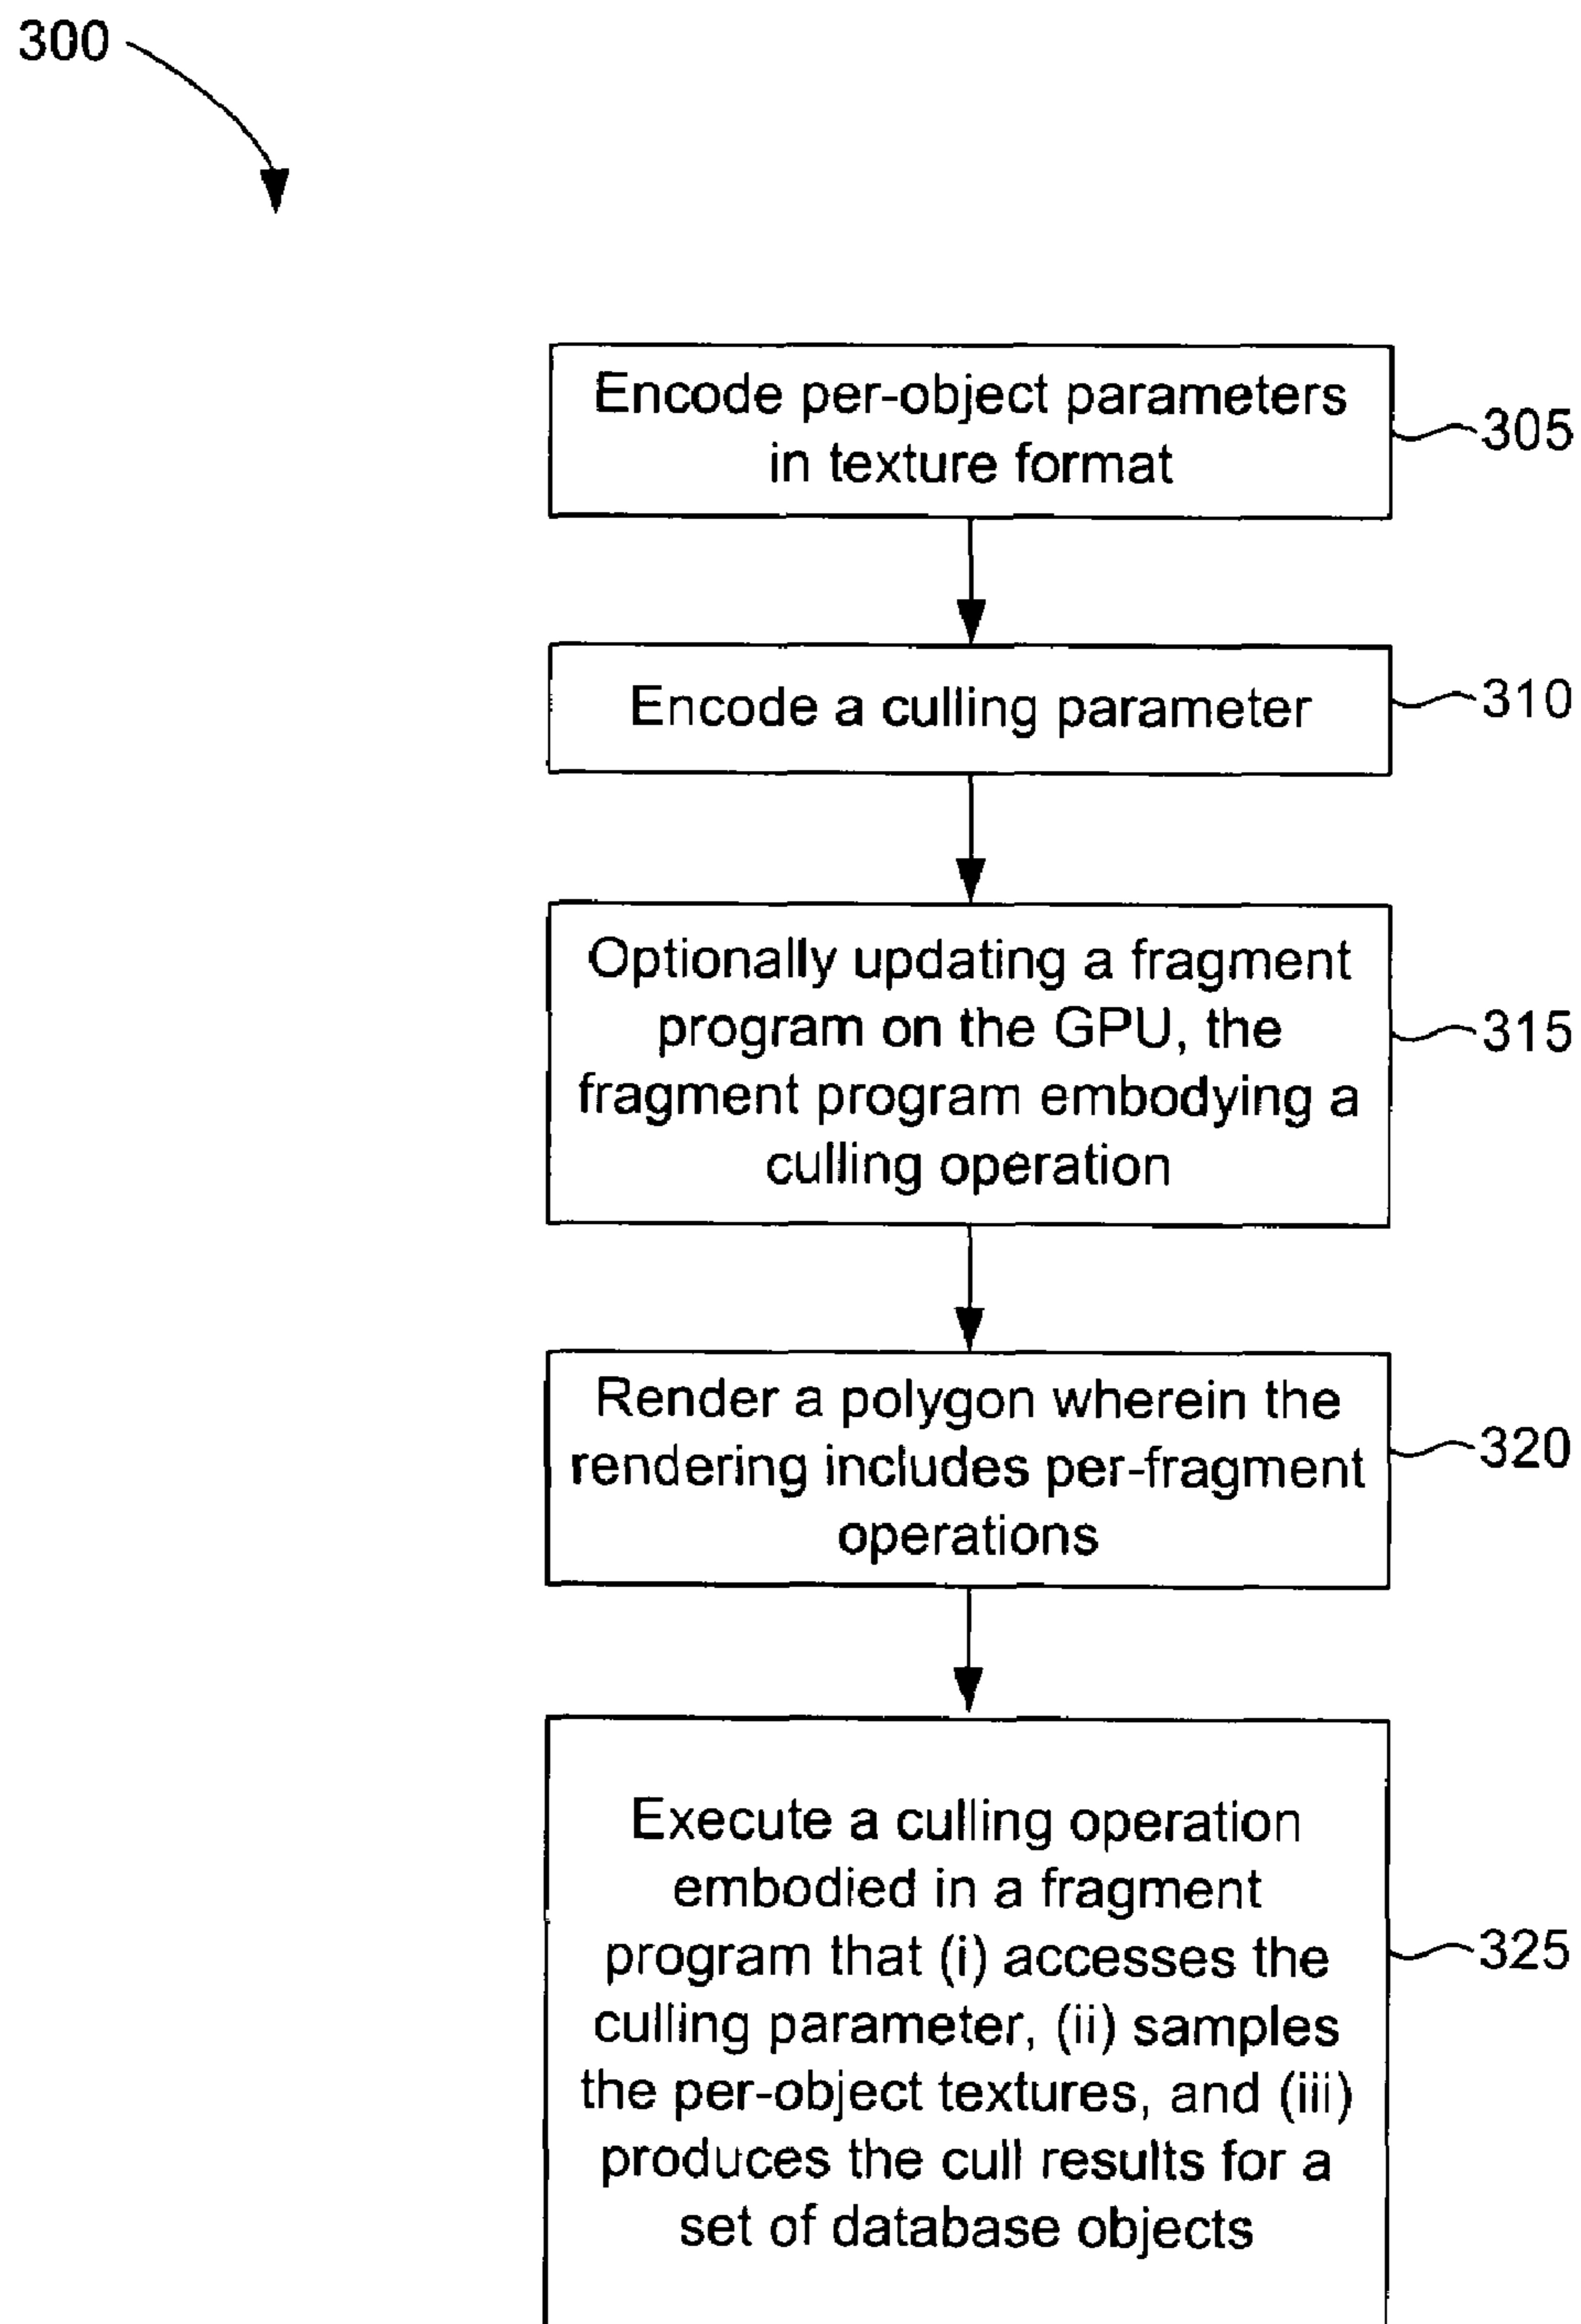 300
Encode per-object parameters
in texture format
305
Encode a culling parameter
310
Optionally updating a fragment
program on the GPU, the
fragment program embodying a
culling operation
315
Render a polygon wherein the
rendering includes per-fragment
operations
320
Execute a culling operation
embodied in a fragment
program that (i) accesses the
culling parameter, (ii) samples
the per-object textures, and (iii)
produces the cull results for a
set of database objects
325